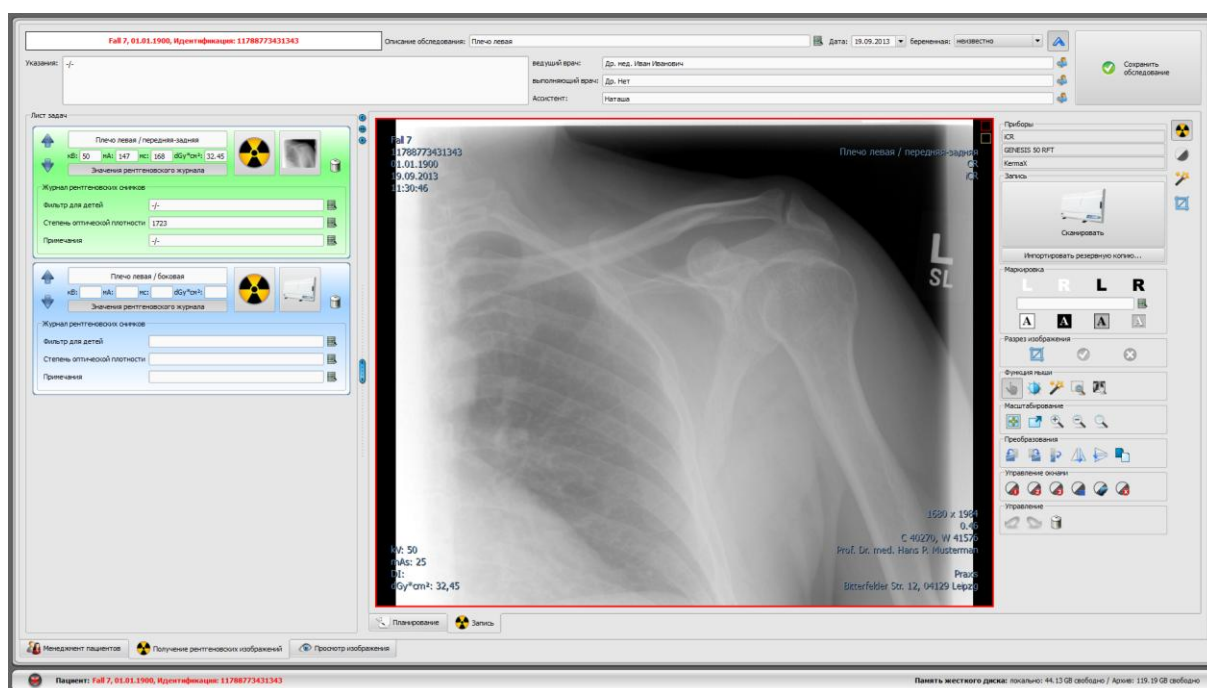 Fall 7, 01.01.1900, Идентификация: 11788773431343
Описание обследования: Плечо левая
Дата: 19.09.2013
беременная: неизвестно
Указания: -/-
ведущий врач: Др. мед. Иван Иванович
выполняющий врач: Др. Нет
Ассистент: Наташа
Сохранить
обследование
Лист задач
Плечо левая / передняя-задняя
кВ: 50 мА: 147 мс: 168 dGy*cm²: 32.45
Значения рентгеновского журнала
Журнал рентгеновских снимков
Фильтр для детей -/-
Степень оптической плотности 1723
Примечания -/-
Плечо левая / боковая
кВ: мА: мс: dGy*cm²:
Значения рентгеновского журнала
Журнал рентгеновских снимков
Фильтр для детей
Степень оптической плотности
Примечания
Fall 7
11788773431343
01.01.1900
19.09.2013
11:30:46
Плечо левая / передняя-задняя
CR
iCR
L
SL
kV: 50
mAs: 25
DI:
dGy*cm²: 32,45
1680 x 1984
0.46
C 40270, W 41576
Prof. Dr. med. Hans P. Musterman
Praxis
Bitterfelder Str. 12, 04129 Leipzig
Приборы
iCR
GENESIS 50 RFT
KermaX
Запись
Сканировать
Импортировать резервную копию...
Маркировка
L R L R
A A A A
Разрез изображения
Функция мыши
Масштабирование
Преобразования
Управление окнами
Управление
Планирование
Запись
Менеджмент пациентов
Получение рентгеновских изображений
Просмотр изображения
Пациент: Fall 7, 01.01.1900, Идентификация: 11788773431343
Память жесткого диска: локально: 44.13 GB свободно / Архив: 119.19 GB свободно